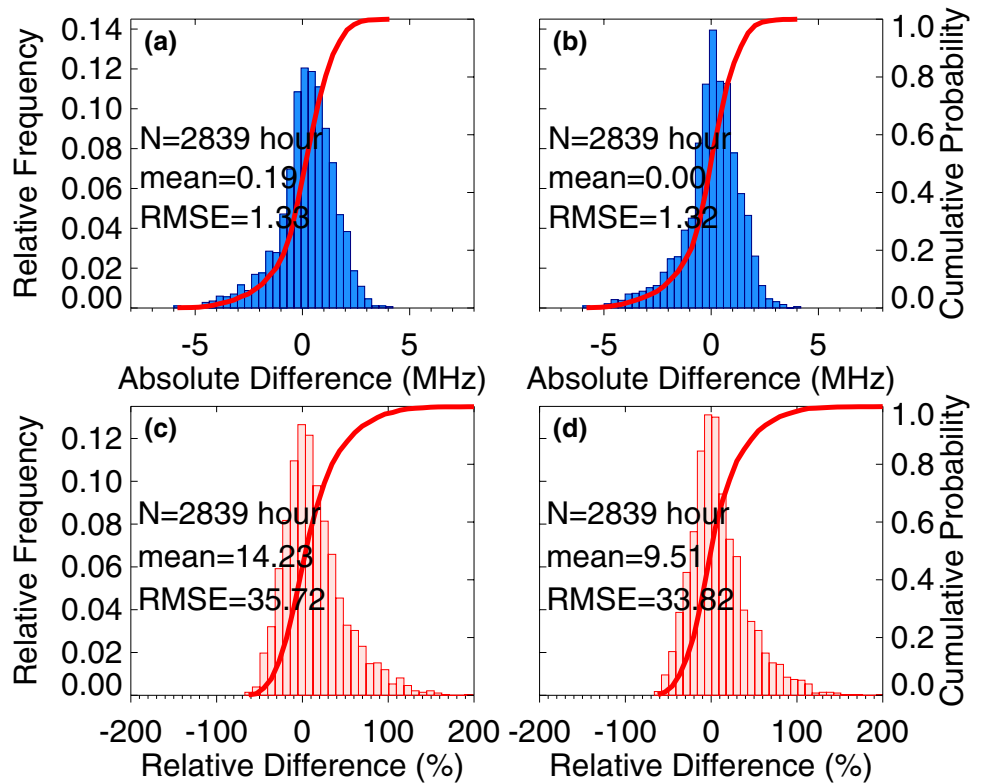 (a)
Relative Frequency
0.14
0.12
0.10
0.08
0.06
0.04
0.02
0.00
N=2839 hour
mean=0.19
RMSE=1.33
-5 0 5
Absolute Difference (MHz)
(b)
N=2839 hour
mean=0.00
RMSE=1.32
1.0
0.8
0.6
0.4
0.2
0.0
Cumulative Probability
-5 0 5
Absolute Difference (MHz)
(c)
Relative Frequency
0.12
0.10
0.08
0.06
0.04
0.02
0.00
N=2839 hour
mean=14.23
RMSE=35.72
-200 -100 0 100 200
Relative Difference (%)
(d)
N=2839 hour
mean=9.51
RMSE=33.82
1.0
0.8
0.6
0.4
0.2
0.0
Cumulative Probability
-200 -100 0 100 200
Relative Difference (%)